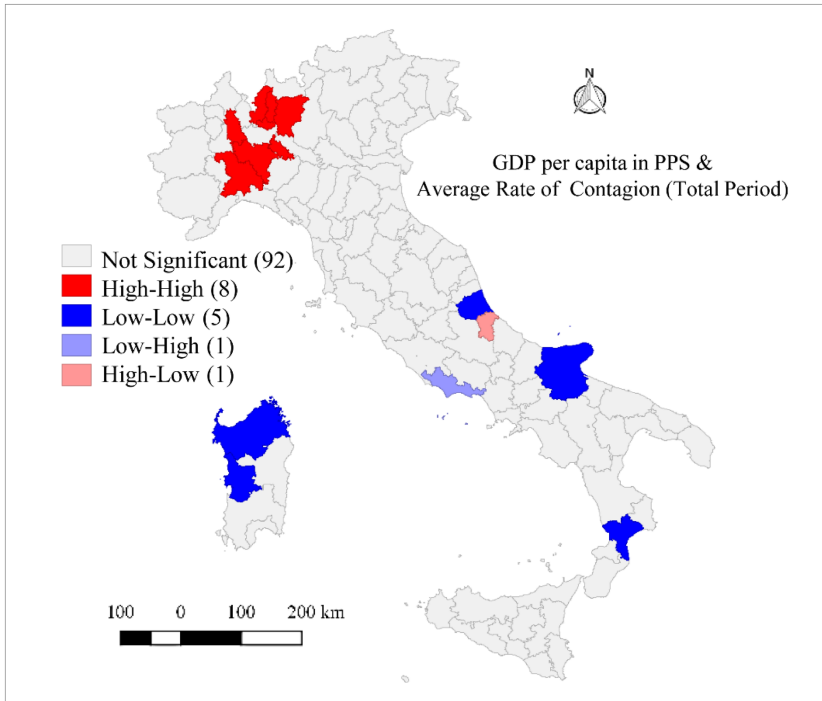 N
GDP per capita in PPS &
Average Rate of Contagion (Total Period)
Not Significant (92)
High-High (8)
Low-Low (5)
Low-High (1)
High-Low (1)
100 0 100 200 km